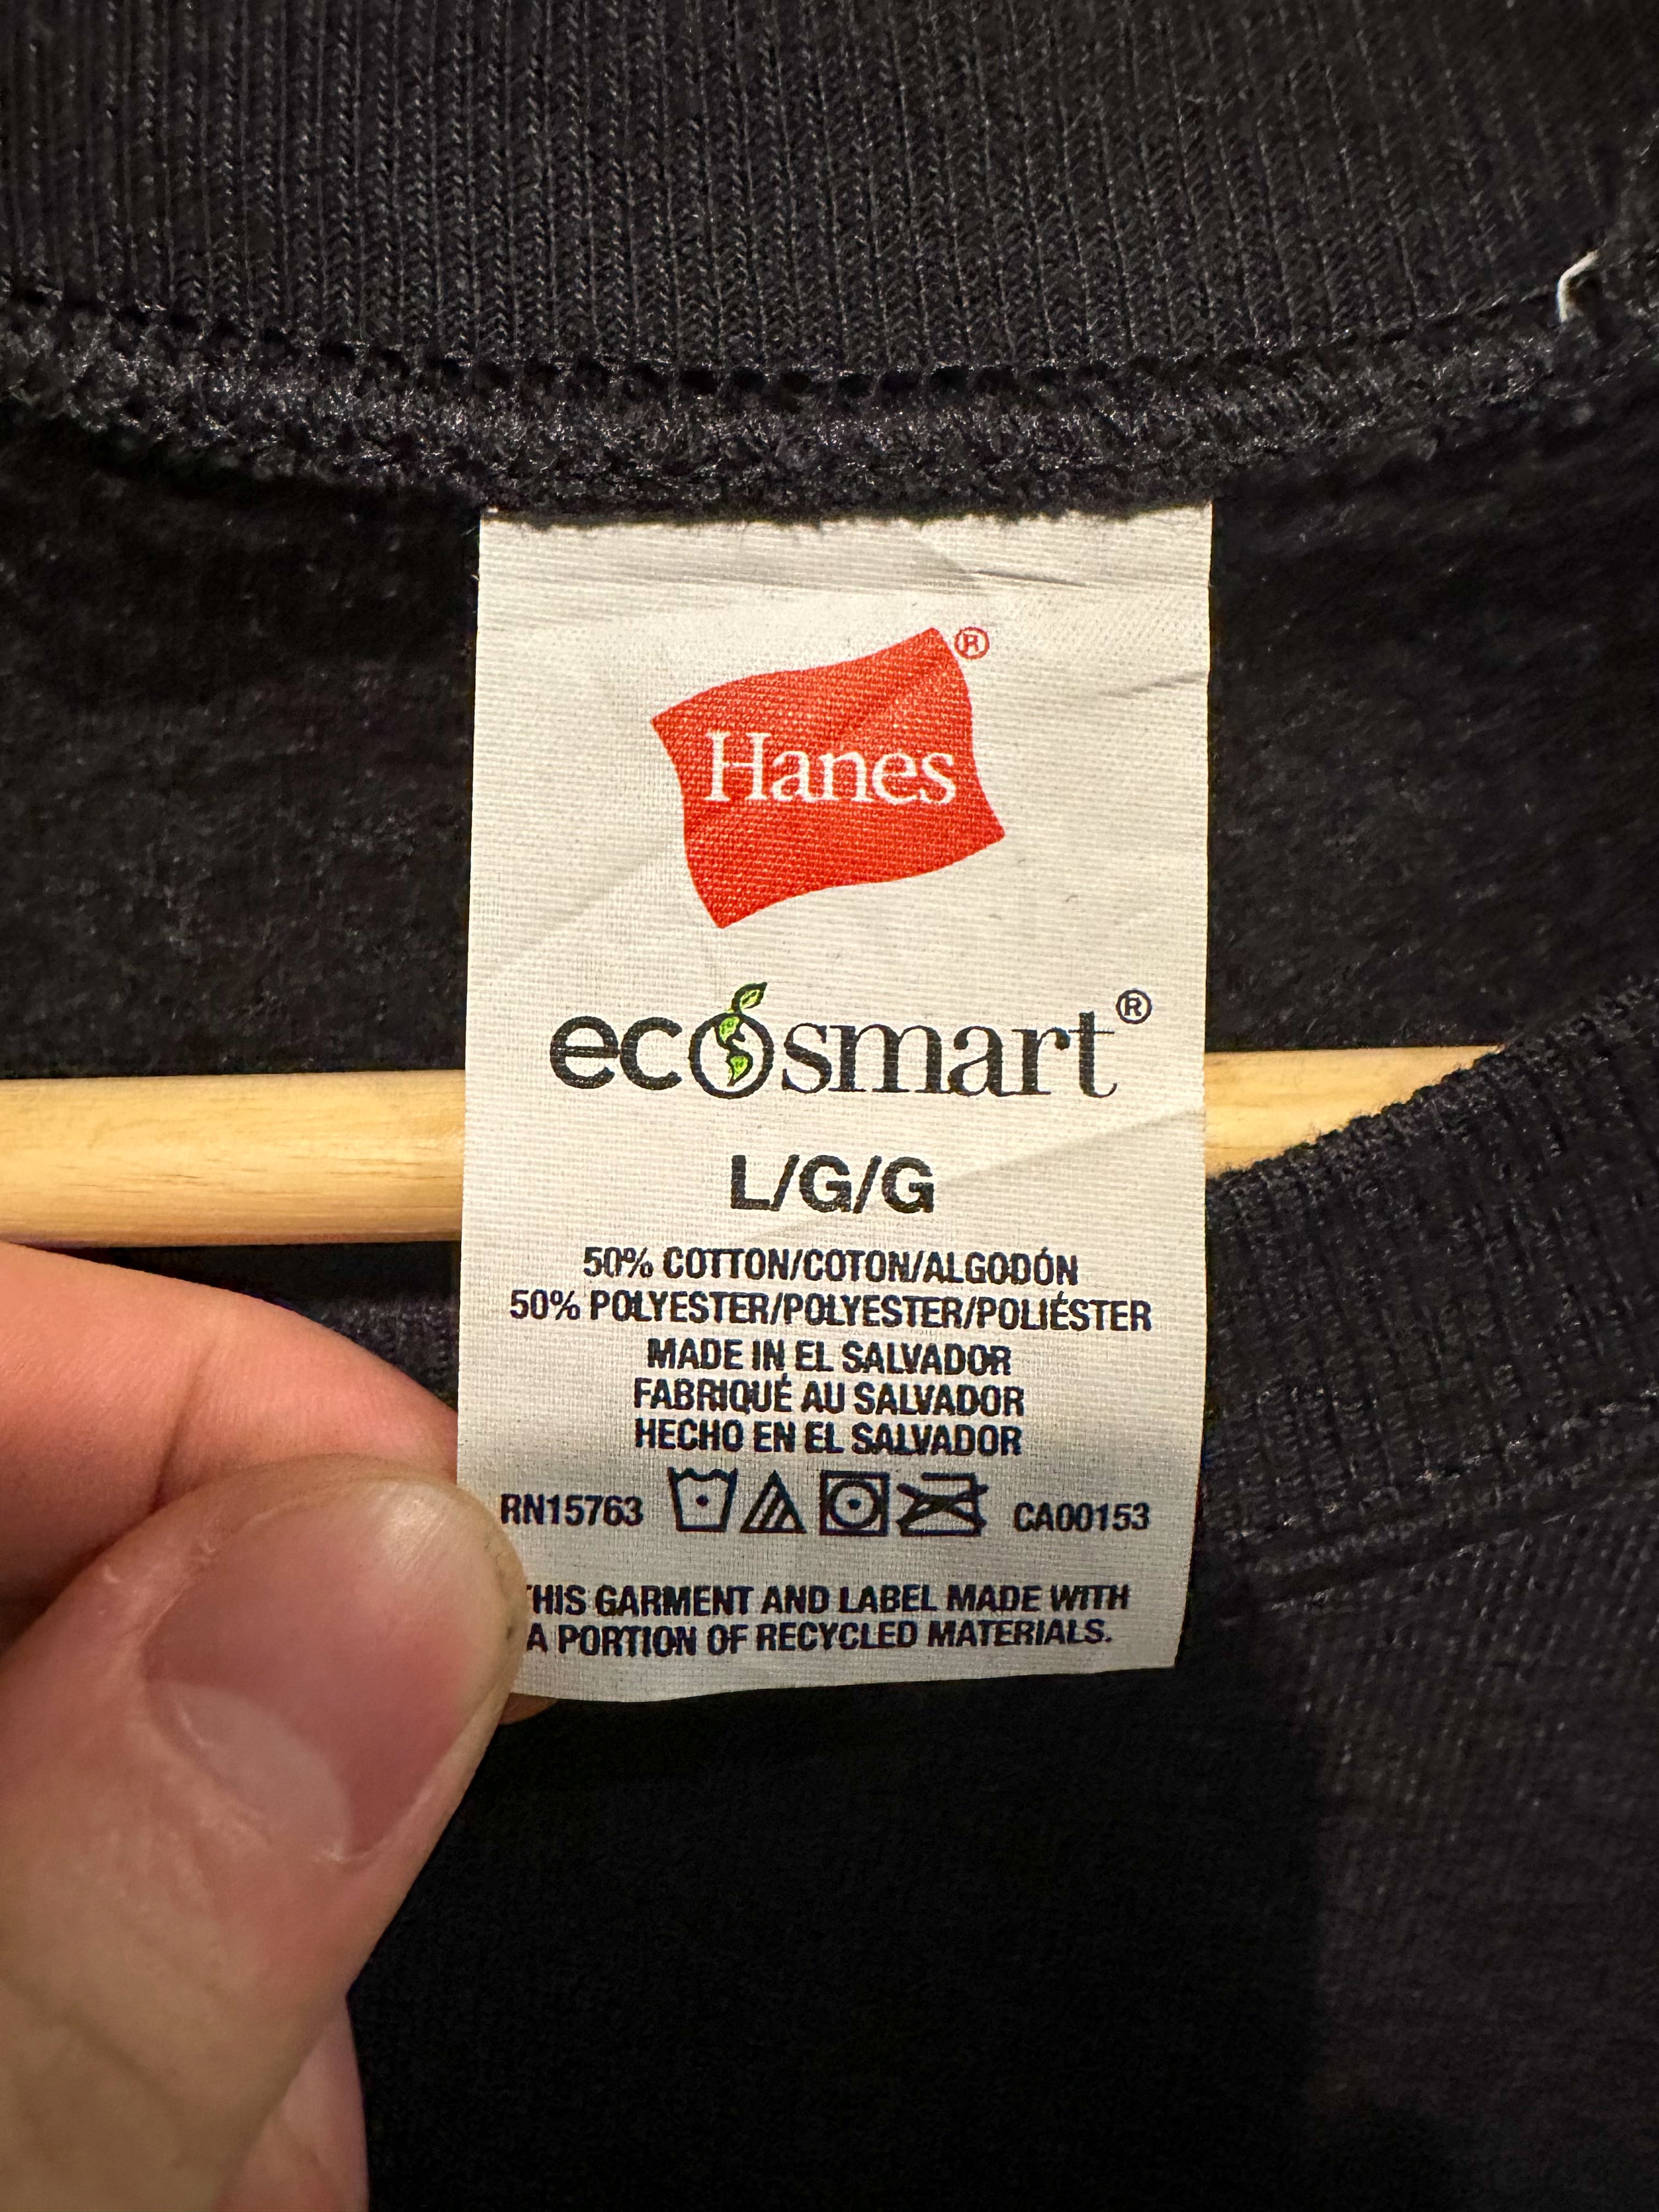 Hanes®
ecosmart®
L/G/G
50% COTTON/COTON/ALGODÓN
50% POLYESTER/POLYESTER/POLIÉSTER
MADE IN EL SALVADOR
FABRIQUÉ AU SALVADOR
HECHO EN EL SALVADOR
RN15763 CA00153
HIS GARMENT AND LABEL MADE WITH
A PORTION OF RECYCLED MATERIALS.